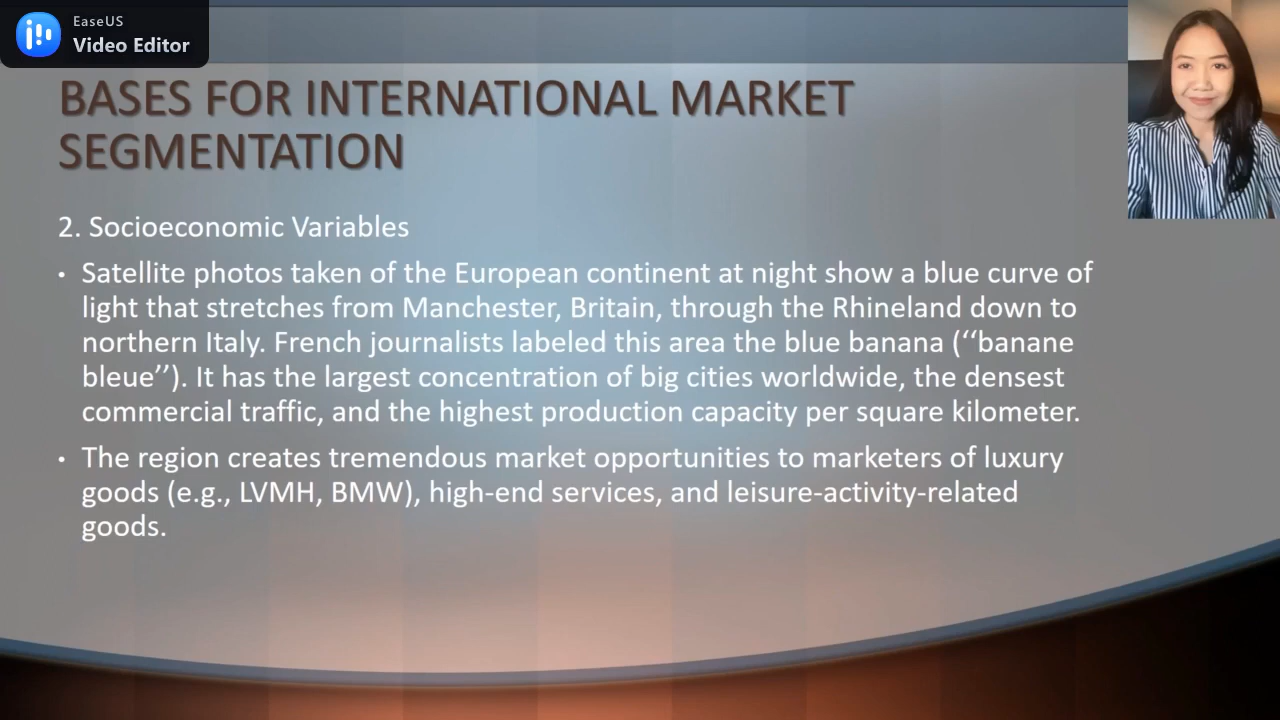 EaseUS
Video Editor
BASES FOR INTERNATIONAL MARKET
SEGMENTATION
2. Socioeconomic Variables
• Satellite photos taken of the European continent at night show a blue curve of
light that stretches from Manchester, Britain, through the Rhineland down to
northern Italy. French journalists labeled this area the blue banana (‘‘banane
bleue’’). It has the largest concentration of big cities worldwide, the densest
commercial traffic, and the highest production capacity per square kilometer.
• The region creates tremendous market opportunities to marketers of luxury
goods (e.g., LVMH, BMW), high-end services, and leisure-activity-related
goods.